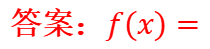 答案：f(x) =